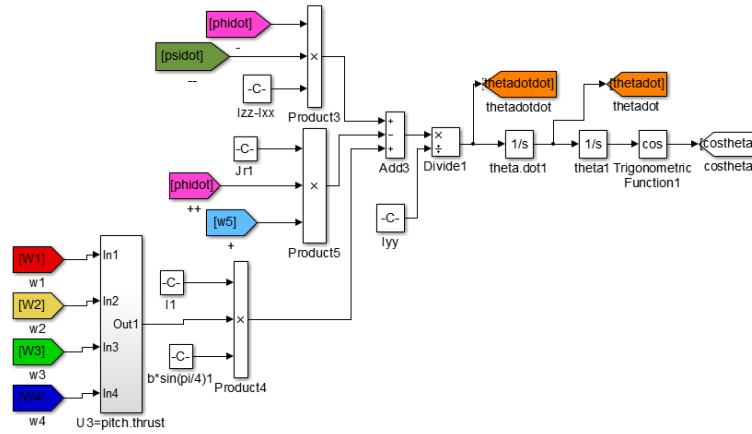 [phidot]
-
[psidot]
--
-C-
Izz-Ixx
×
Product3
-C-
Jr1
[phidot]
++
[w5]
+
×
Product5
+
-
+
Add3
×
÷
Divide1
-C-
Iyy
[thetadotdot]
thetadotdot
[thetadot]
thetadot
1/s
theta.dot1
1/s
theta1
cos
Trigonometric
Function1
[costheta
costheta
[W1]
w1
[W2]
w2
[W3]
w3
[W4]
w4
In1
In2
In3
In4
Out1
U3=pitch.thrust
-C-
l1
-C-
b*sin(pi/4)1
×
Product4